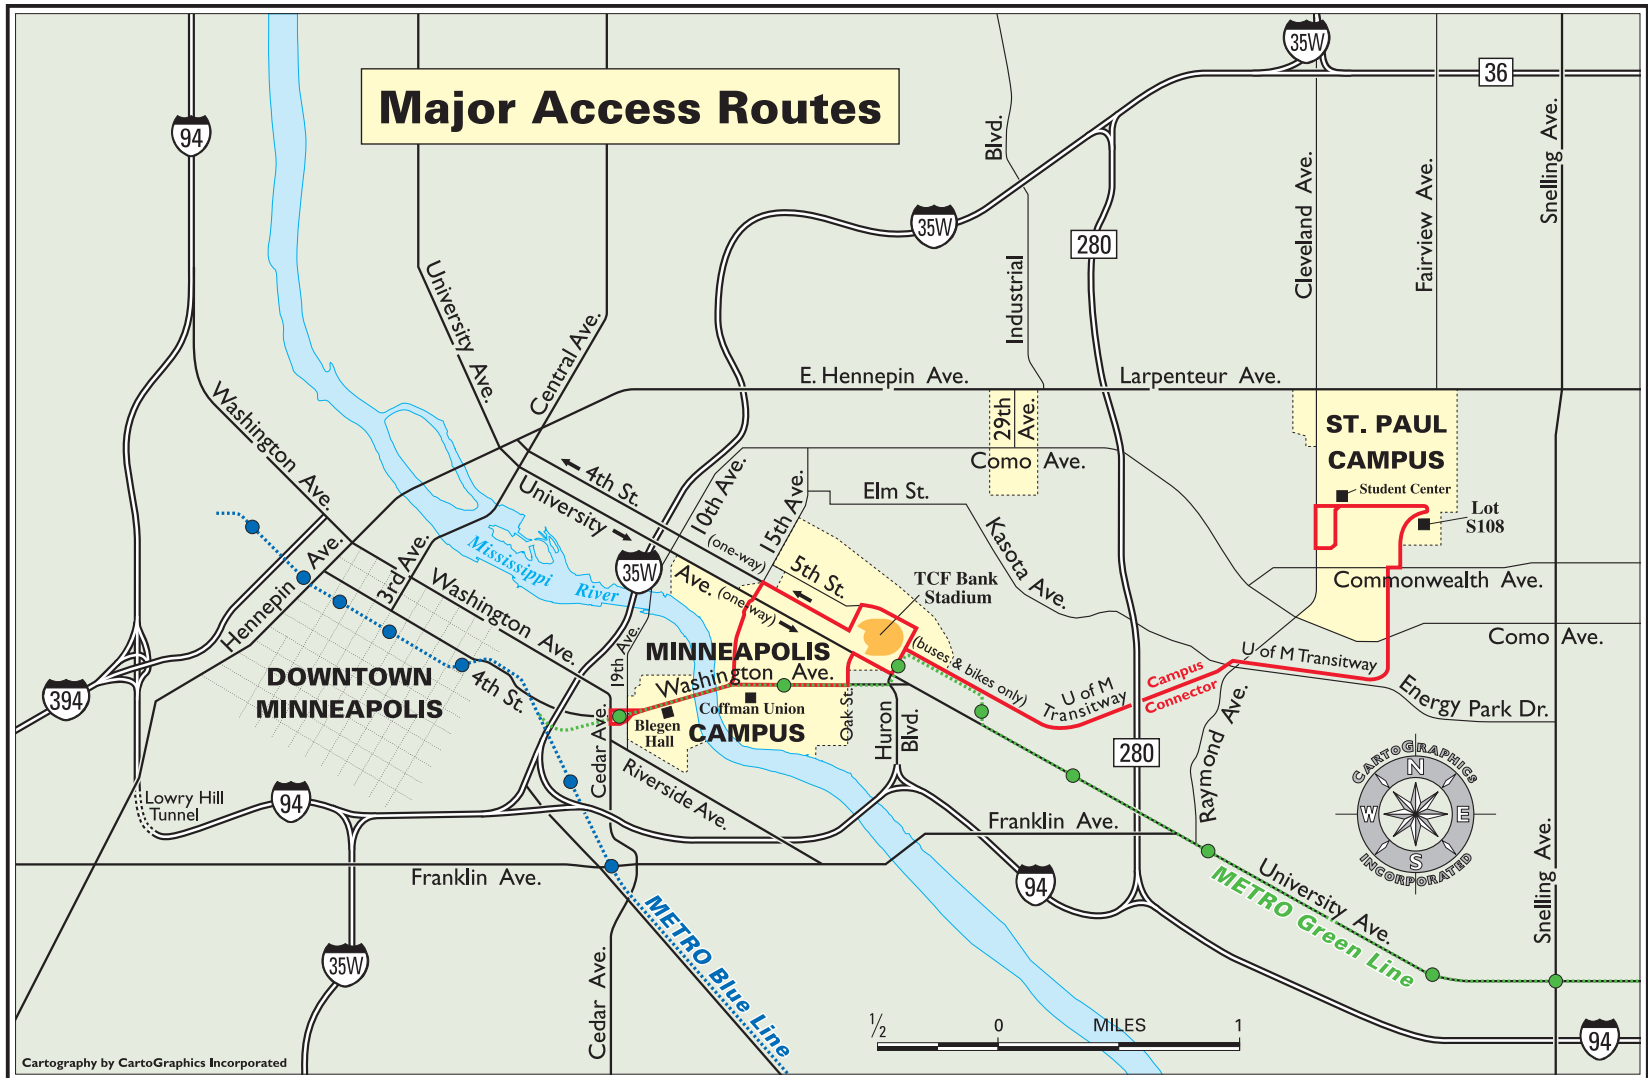 Major Access Routes
94
35W
36
Blvd.
Industrial
35W
280
Cleveland Ave.
Fairview Ave.
Snelling Ave.
University Ave.
Central Ave.
Washington Ave.
E. Hennepin Ave.
Larpenteur Ave.
29th Ave.
Como Ave.
ST. PAUL
CAMPUS
Student Center
Lot
S108
4th St.
University
10th Ave.
15th Ave.
Elm St.
Kasota Ave.
(one-way)
Mississippi
River
35W
Ave.
(one-way)
5th St.
TCF Bank
Stadium
Commonwealth Ave.
Como Ave.
Hennepin Ave.
3rd Ave.
Washington Ave.
19th Ave.
MINNEAPOLIS
Washington Ave.
(buses & bikes only)
U of M
Transitway
Campus
Connector
U of M Transitway
Energy Park Dr.
DOWNTOWN
MINNEAPOLIS
4th St.
394
Cedar Ave.
Blegen
Hall
Coffman Union
CAMPUS
Oak St.
Huron
Blvd.
280
Raymond Ave.
Riverside Ave.
Lowry Hill
Tunnel
94
Franklin Ave.
CARTOGRAPHICS
N
W
E
S
INCORPORATED
Franklin Ave.
94
University Ave.
METRO Green Line
Snelling Ave.
METRO Blue Line
35W
Cedar Ave.
1/2
0
MILES
1
94
Cartography by CartoGraphics Incorporated